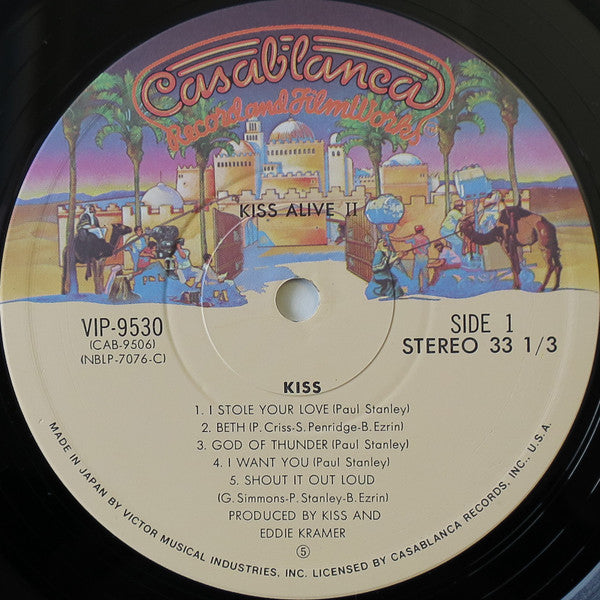 Casablanca
Record and FilmWorks
KISS ALIVE II
VIP-9530
(CAB-9506)
(NBLP-7076-C)
SIDE 1
STEREO 33 1/3
KISS
1. I STOLE YOUR LOVE (Paul Stanley)
2. BETH (P. Criss-S. Penridge-B. Ezrin)
3. GOD OF THUNDER (Paul Stanley)
4. I WANT YOU (Paul Stanley)
5. SHOUT IT OUT LOUD
(G. Simmons-P. Stanley-B. Ezrin)
PRODUCED BY KISS AND
EDDIE KRAMER
⑤
MADE IN JAPAN BY VICTOR MUSICAL INDUSTRIES, INC. LICENSED BY CASABLANCA RECORDS, INC., U.S.A.